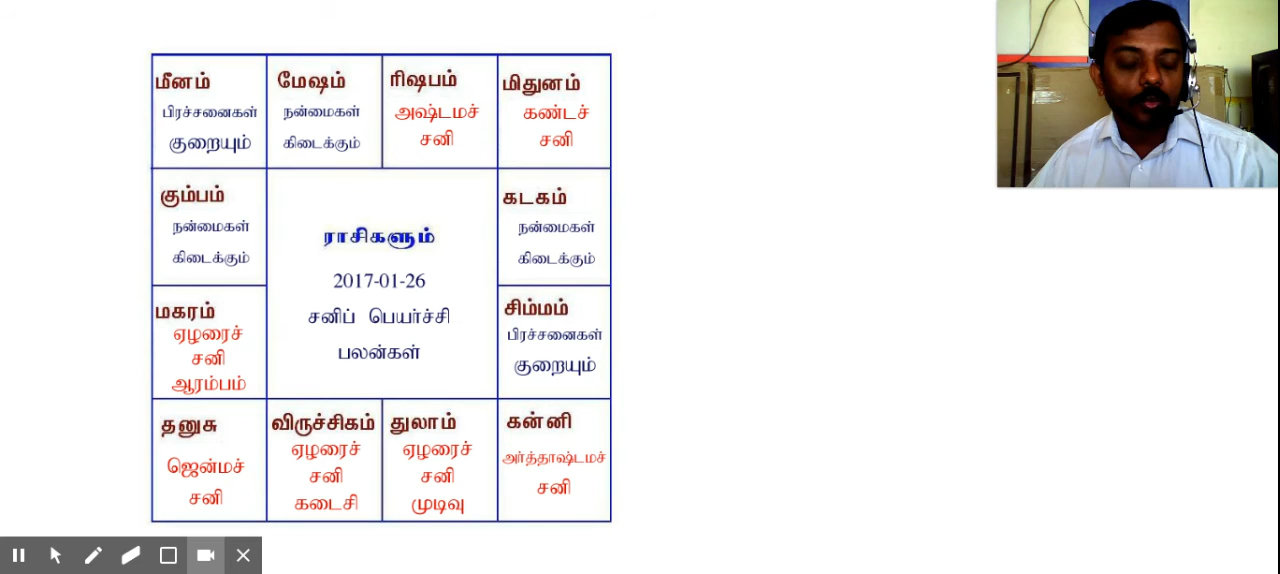 மீனம்
பிரச்சனைகள்
குறையும்
மேஷம்
நன்மைகள்
கிடைக்கும்
ரிஷபம்
அஷ்டமச்
சனி
மிதுனம்
கண்டச்
சனி
கும்பம்
நன்மைகள்
கிடைக்கும்
ராசிகளும்
2017-01-26
சனிப் பெயர்ச்சி
பலன்கள்
கடகம்
நன்மைகள்
கிடைக்கும்
மகரம்
ஏழரைச்
சனி
ஆரம்பம்
சிம்மம்
பிரச்சனைகள்
குறையும்
தனுசு
ஜென்மச்
சனி
விருச்சிகம்
ஏழரைச்
சனி
கடைசி
துலாம்
ஏழரைச்
சனி
முடிவு
கன்னி
அர்த்தாஷ்டமச்
சனி